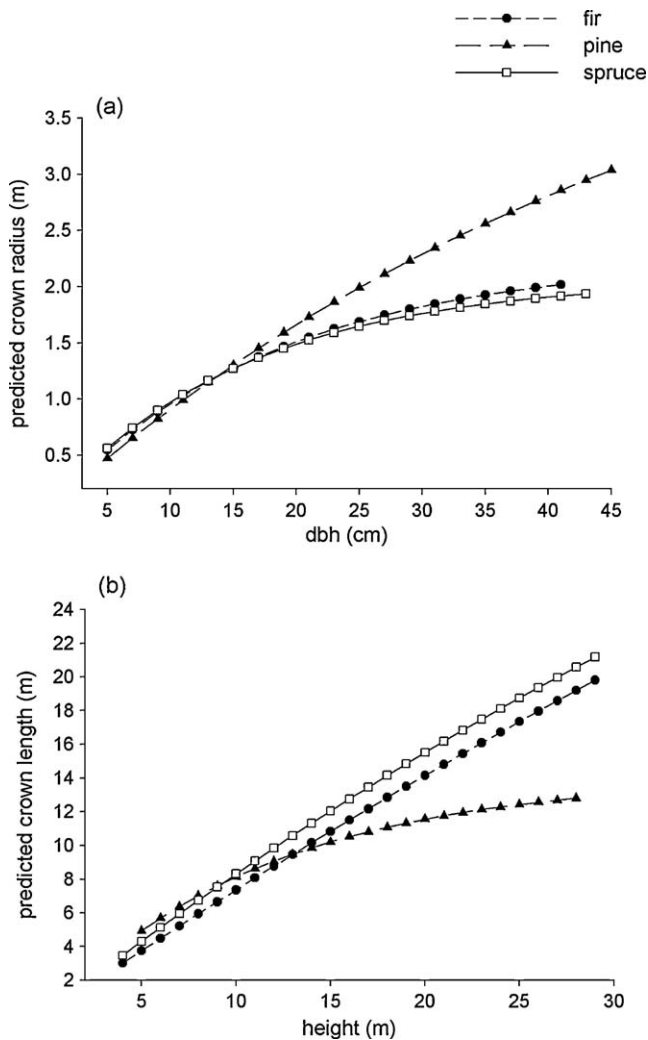 fir
pine
spruce
(a)
3.5
3.0
2.5
2.0
1.5
1.0
0.5
predicted crown radius (m)
5 10 15 20 25 30 35 40 45
dbh (cm)
(b)
24
22
20
18
16
14
12
10
8
6
4
2
predicted crown length (m)
5 10 15 20 25 30
height (m)